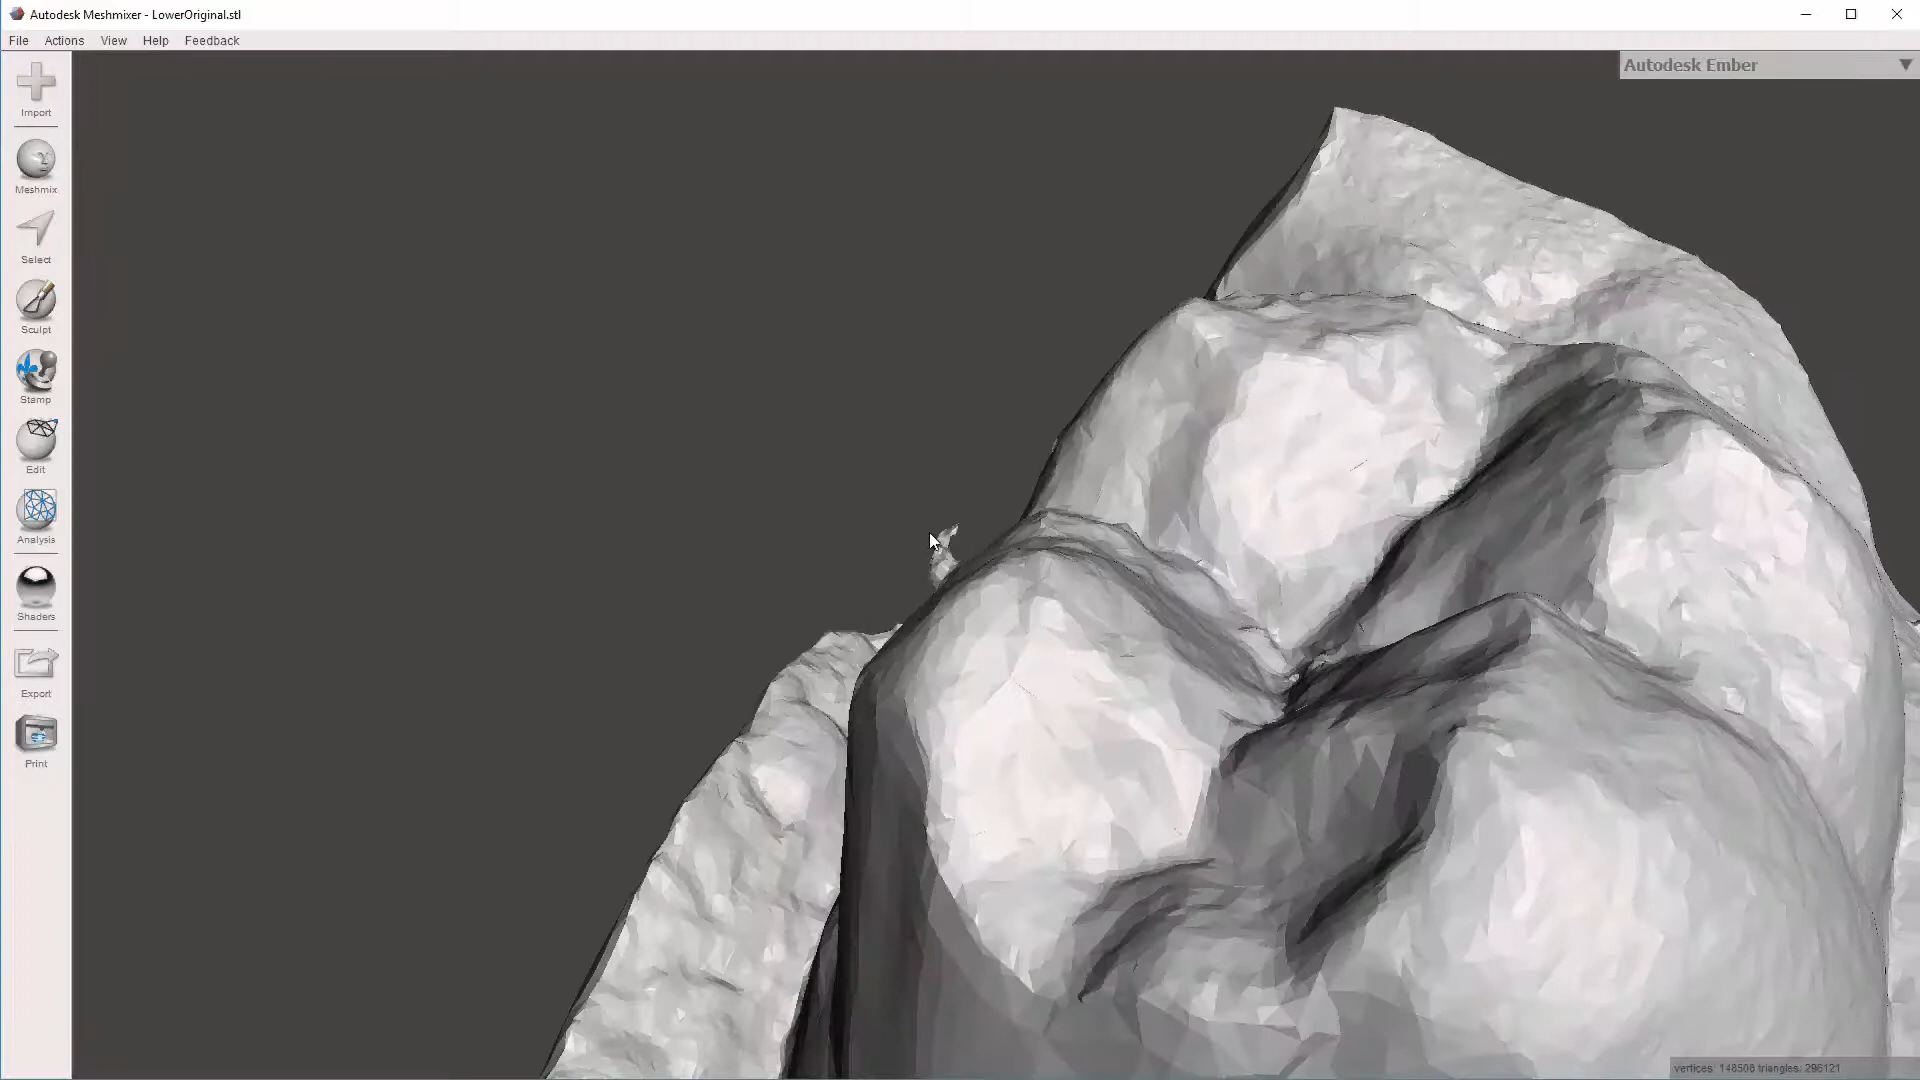 Autodesk Meshmixer - LowerOriginal.stl
File Actions View Help Feedback
Autodesk Ember
Import
Meshmix
Select
Sculpt
Stamp
Edit
Analysis
Shaders
Export
Print
vertices: 148508 triangles: 296121